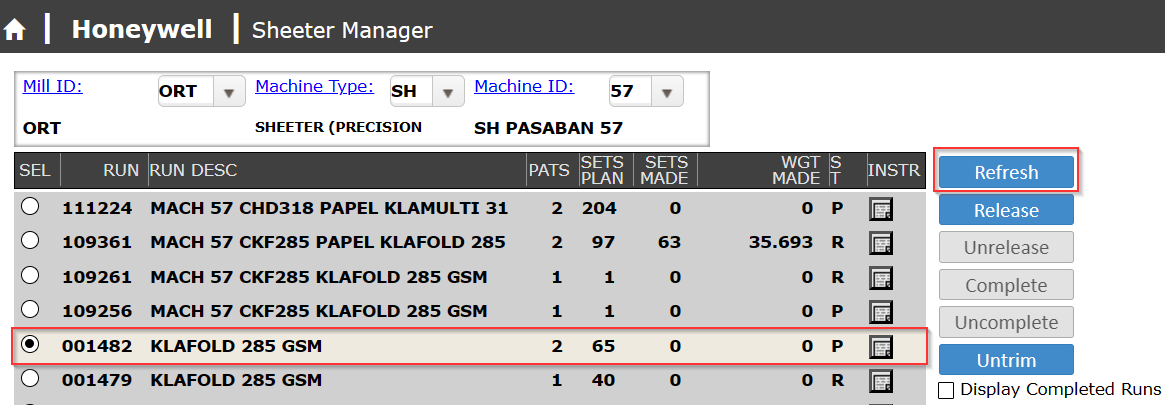 Honeywell Sheeter Manager
Mill ID: ORT Machine Type: SH Machine ID: 57
ORT SHEETER (PRECISION SH PASABAN 57
SEL RUN RUN DESC PATS SETS PLAN SETS MADE WGT MADE S T INSTR
111224 MACH 57 CHD318 PAPEL KLAMULTI 31 2 204 0 0 P
109361 MACH 57 CKF285 PAPEL KLAFOLD 285 2 97 63 35.693 R
109261 MACH 57 CKF285 KLAFOLD 285 GSM 1 1 0 0 R
109256 MACH 57 CKF285 KLAFOLD 285 GSM 1 1 0 0 P
001482 KLAFOLD 285 GSM 2 65 0 0 P
001479 KLAFOLD 285 GSM 1 40 0 0 R
Refresh
Release
Unrelease
Complete
Uncomplete
Untrim
Display Completed Runs